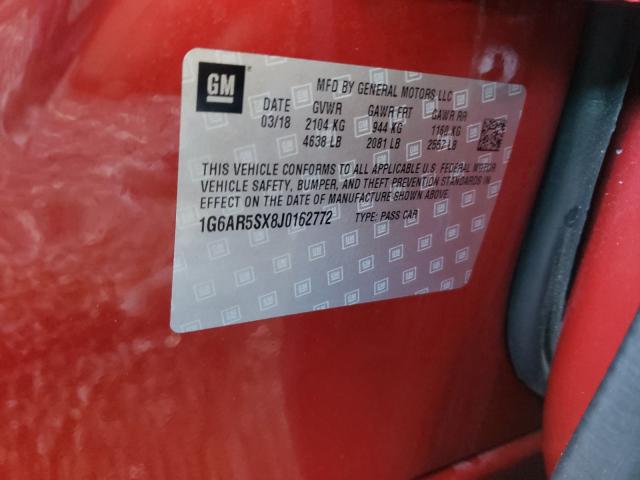 GM
MFD BY GENERAL MOTORS LLC
DATE GVWR GAWR FRT GAWR RR
03/18 2104 KG 944 KG 1160 KG
4638 LB 2081 LB 2557 LB
THIS VEHICLE CONFORMS TO ALL APPLICABLE U.S. FEDERAL MOTOR
VEHICLE SAFETY, BUMPER, AND THEFT PREVENTION STANDARDS IN
EFFECT ON THE DATE OF MANUFACTURE SHOWN ABOVE.
1G6AR5SX8J0162772 TYPE: PASS CAR